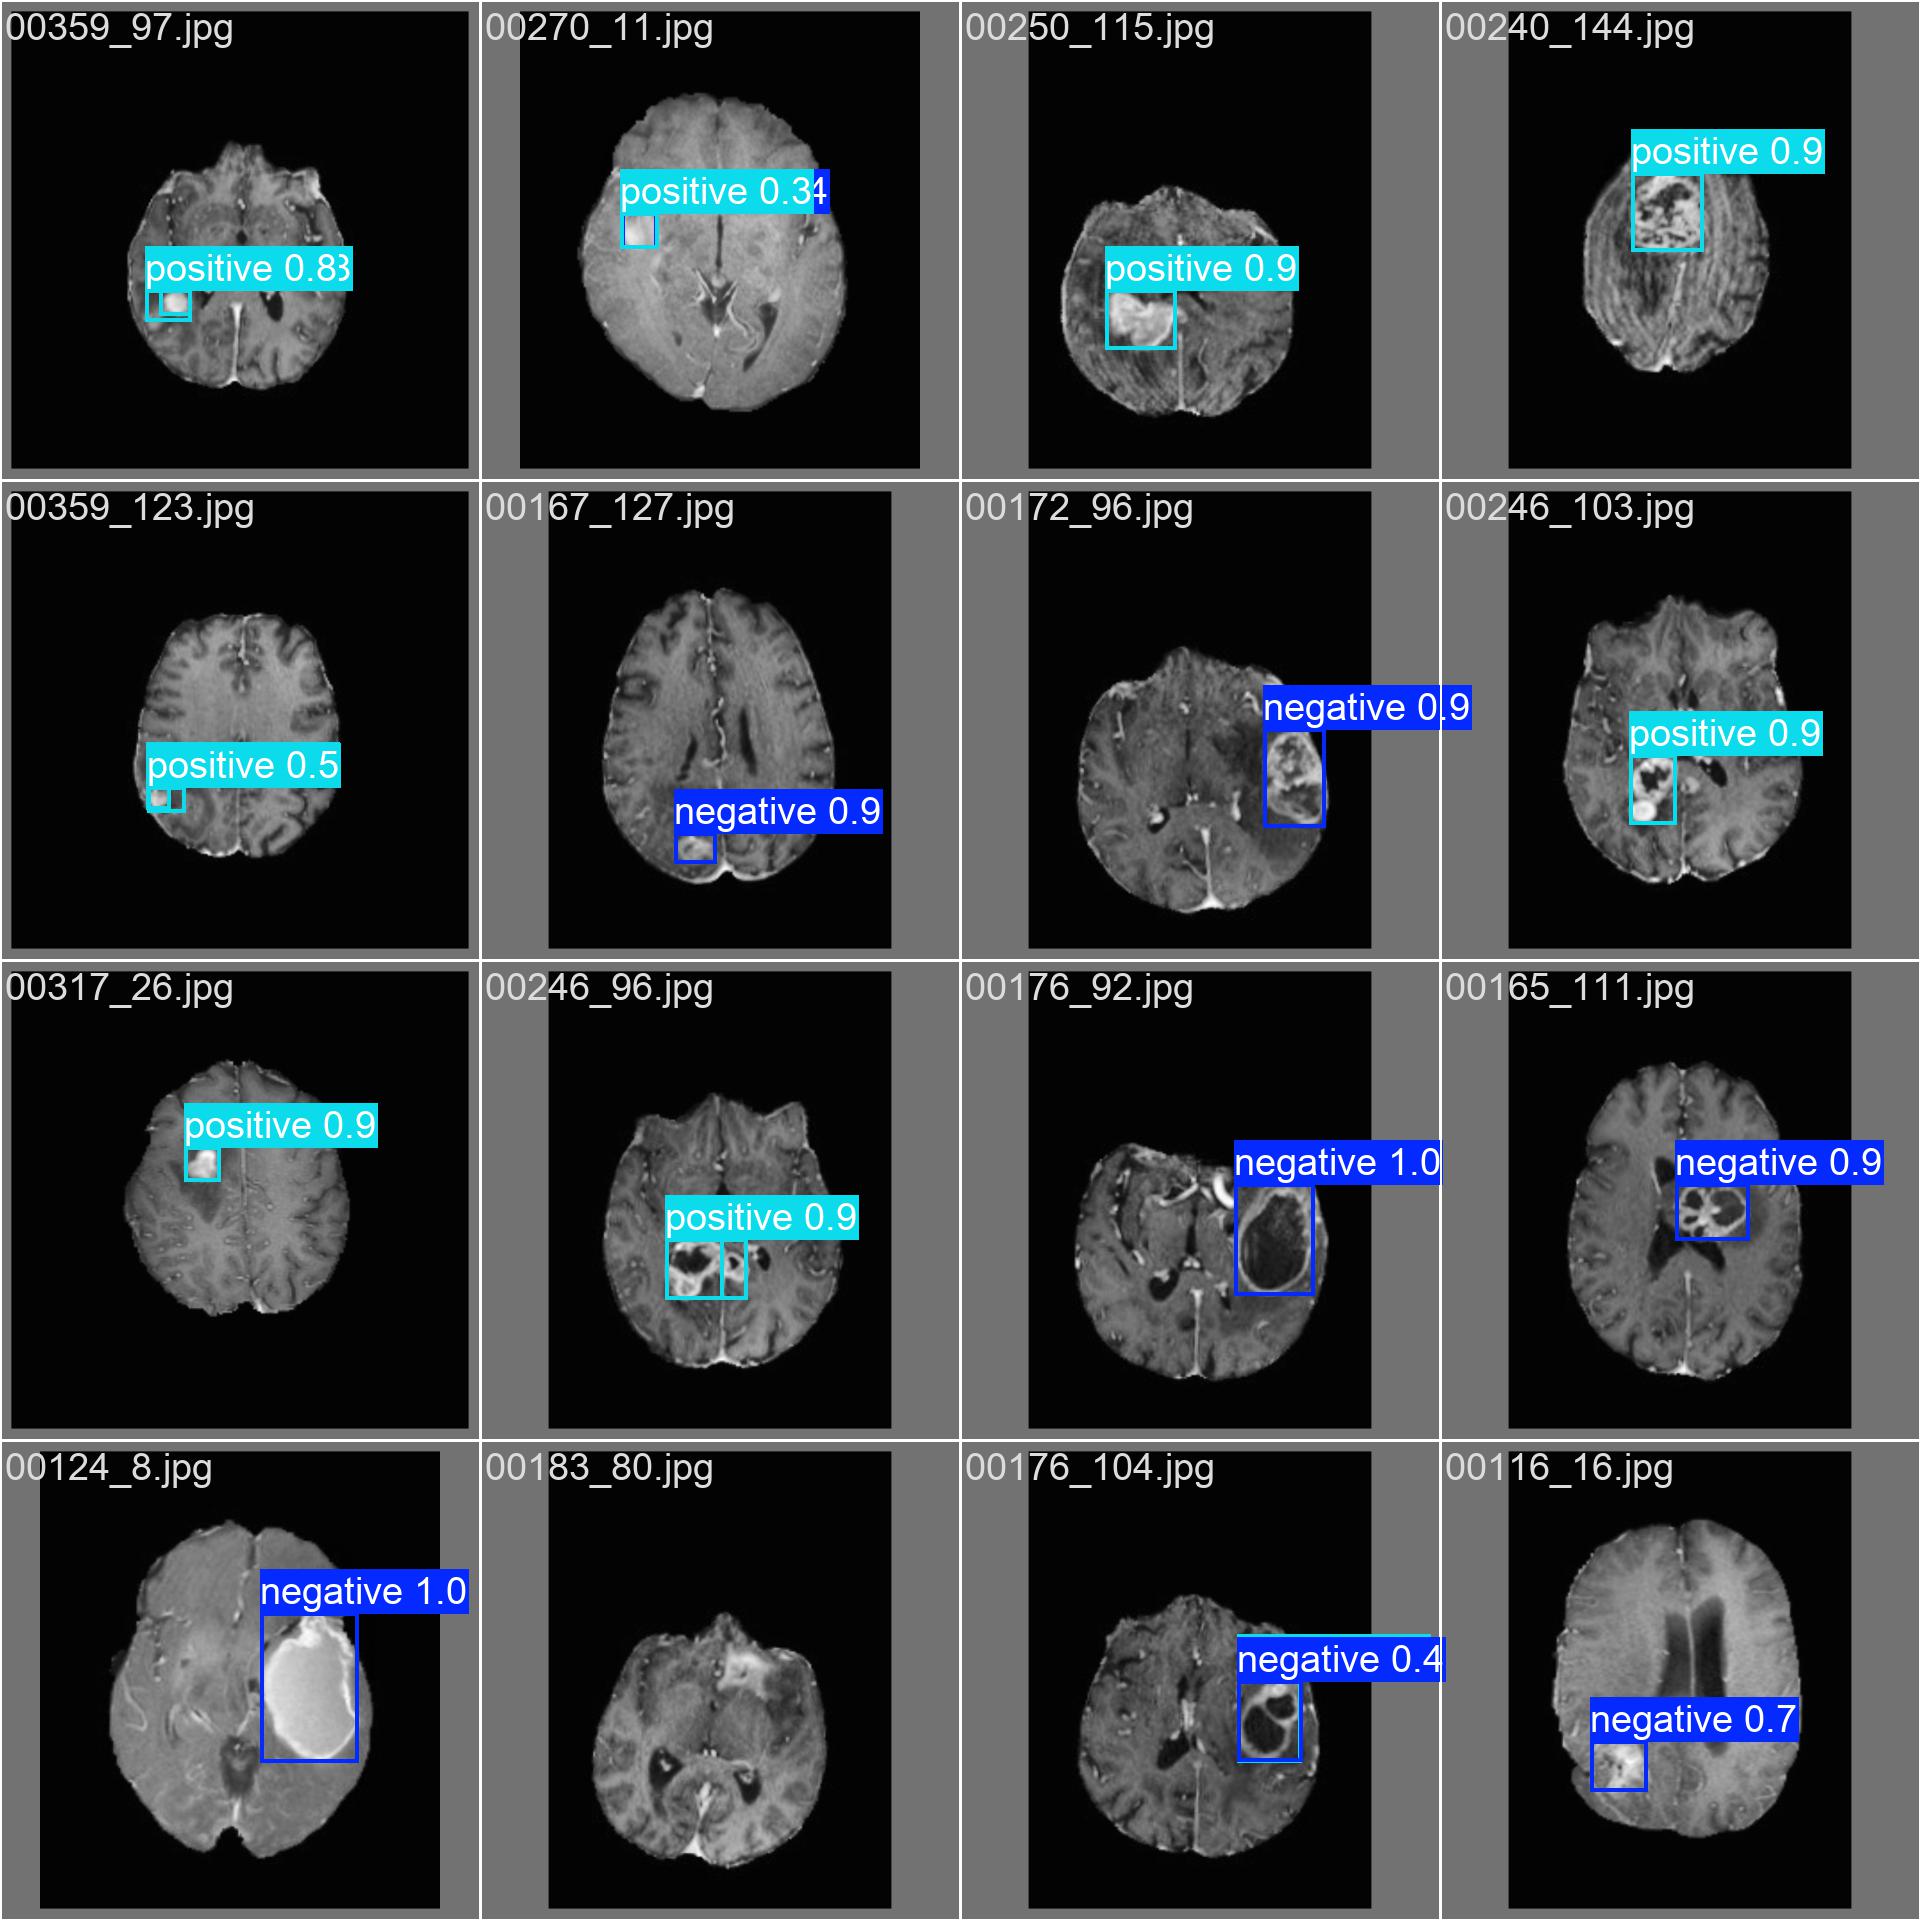 00359_97.jpg
00270_11.jpg
00250_115.jpg
00240_144.jpg
positive 0.9
positive 0.34
positive 0.83
positive 0.9
00359_123.jpg
00167_127.jpg
00172_96.jpg
00246_103.jpg
negative 0.9
positive 0.9
positive 0.5
negative 0.9
00317_26.jpg
00246_96.jpg
00176_92.jpg
00165_111.jpg
positive 0.9
negative 1.0
negative 0.9
positive 0.9
00124_8.jpg
00183_80.jpg
00176_104.jpg
00116_16.jpg
negative 1.0
negative 0.4
negative 0.7